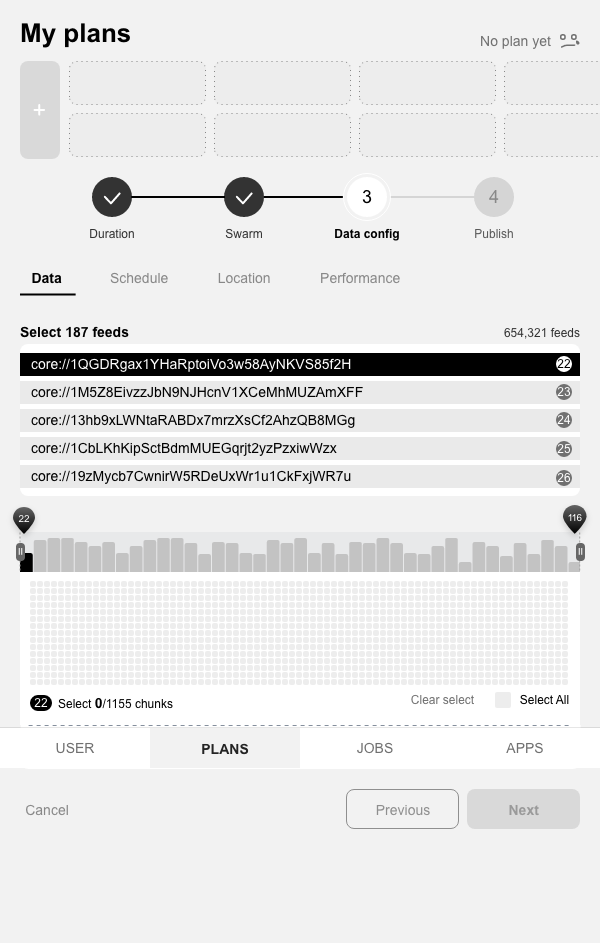 My plans
No plan yet
+
3
4
Duration
Swarm
Data config
Publish
Data
Schedule
Location
Performance
Select 187 feeds
654,321 feeds
core://1QGDRgax1YHaRptoiVo3w58AyNKVS85f2H
22
core://1M5Z8EivzzJbN9NJHcnV1XCeMhMUZAmXFF
23
core://13hb9xLWNtaRABDx7mrzXsCf2AhzQB8MGg
24
core://1CbLKhKipSctBdmMUEGqrjt2yzPzxiwWzx
25
core://19zMycb7CwnirW5RDeUxWr1u1CkFxjWR7u
26
22
116
22
Select 0/1155 chunks
Clear select
Select All
USER
PLANS
JOBS
APPS
Cancel
Previous
Next